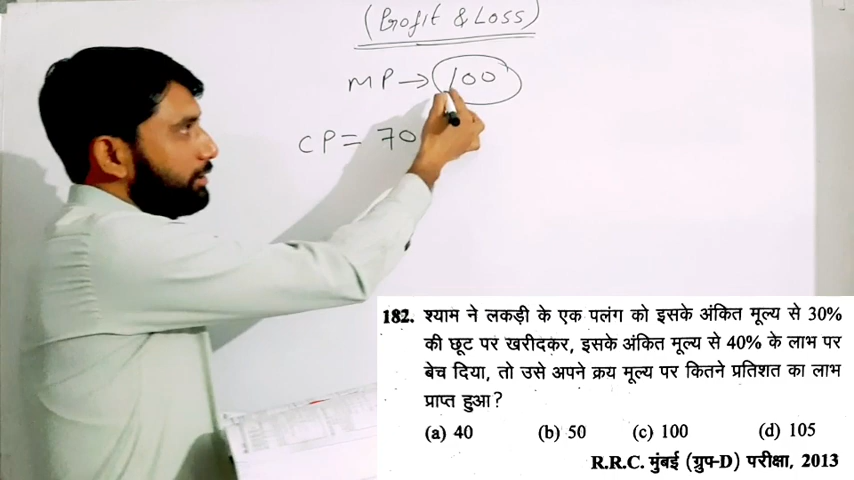 (Profit & Loss)
MP → 100
CP = 70
182. श्याम ने लकड़ी के एक पलंग को इसके अंकित मूल्य से 30%
की छूट पर खरीदकर, इसके अंकित मूल्य से 40% के लाभ पर
बेच दिया, तो उसे अपने क्रय मूल्य पर कितने प्रतिशत का लाभ
प्राप्त हुआ?
(a) 40 (b) 50 (c) 100 (d) 105
R.R.C. मुंबई (ग्रुप-D) परीक्षा, 2013